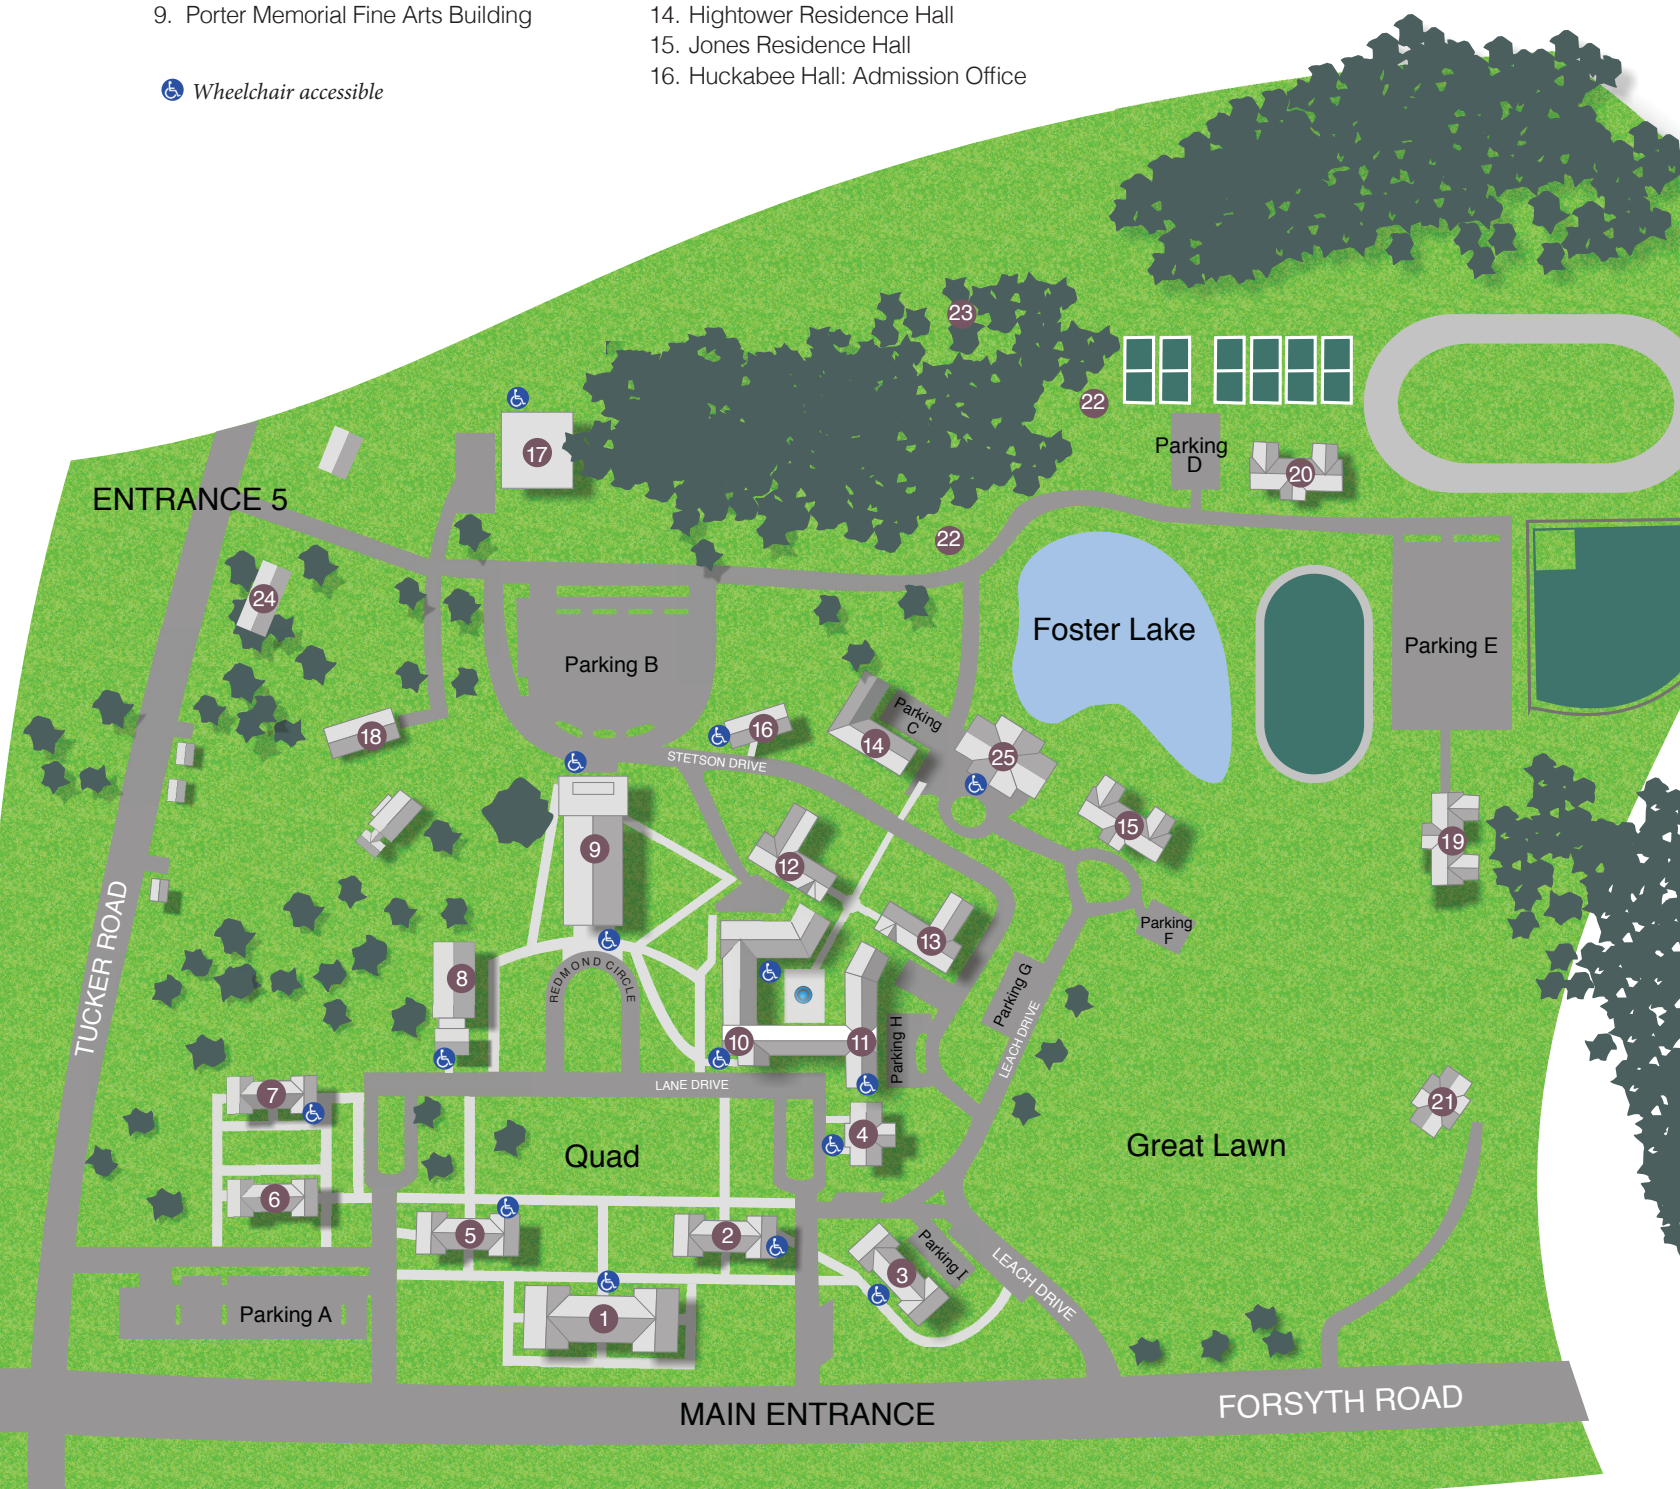 9. Porter Memorial Fine Arts Building
Wheelchair accessible
14. Hightower Residence Hall
15. Jones Residence Hall
16. Huckabee Hall: Admission Office
23
22
17
Parking
D
20
ENTRANCE 5
22
24
Foster Lake
Parking B
Parking E
18
16
STETSON DRIVE
14
Parking
C
25
15
19
9
12
TUCKER ROAD
8
REDMOND CIRCLE
13
Parking
F
Parking G
LEACH DRIVE
10
11
Parking H
LANE DRIVE
7
4
21
Quad
Great Lawn
6
5
2
3
Parking I
LEACH DRIVE
Parking A
1
MAIN ENTRANCE
FORSYTH ROAD